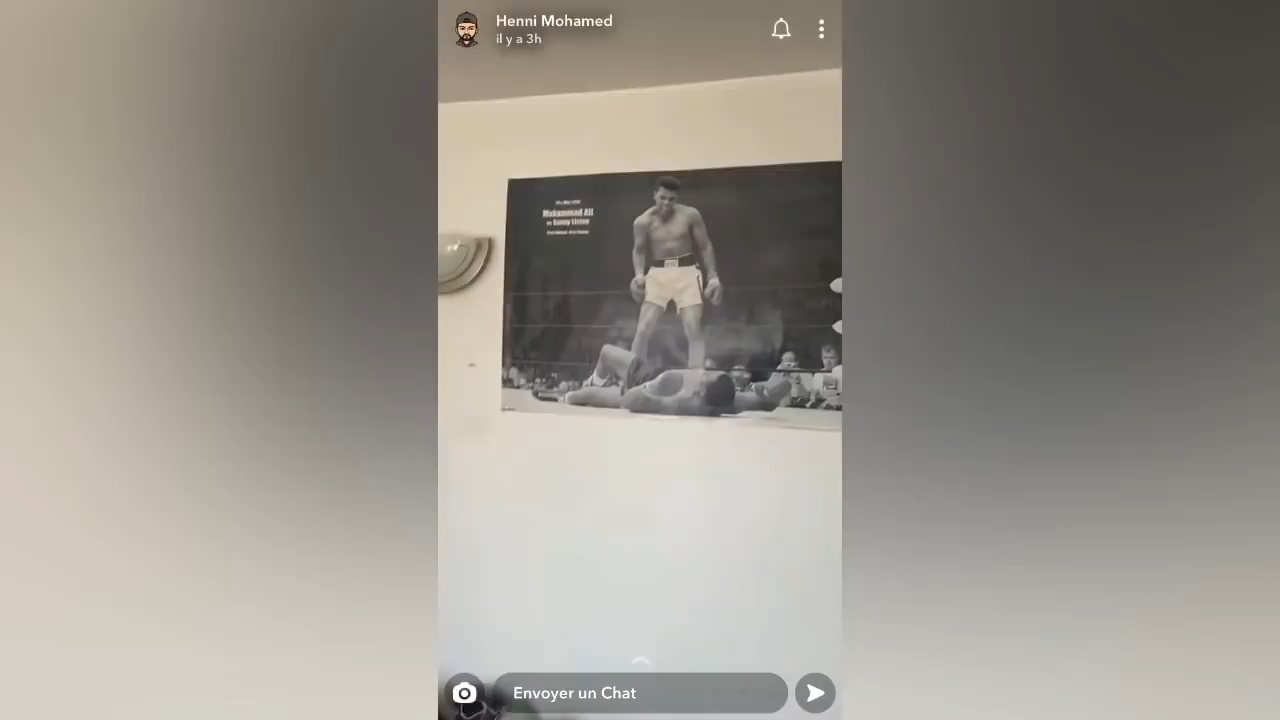 Henni Mohamed
il y a 3h
Muhammad Ali
vs Sonny Liston
Envoyer un Chat